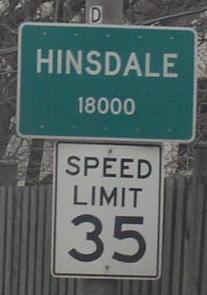 D
HINSDALE
18000
SPEED
LIMIT
35